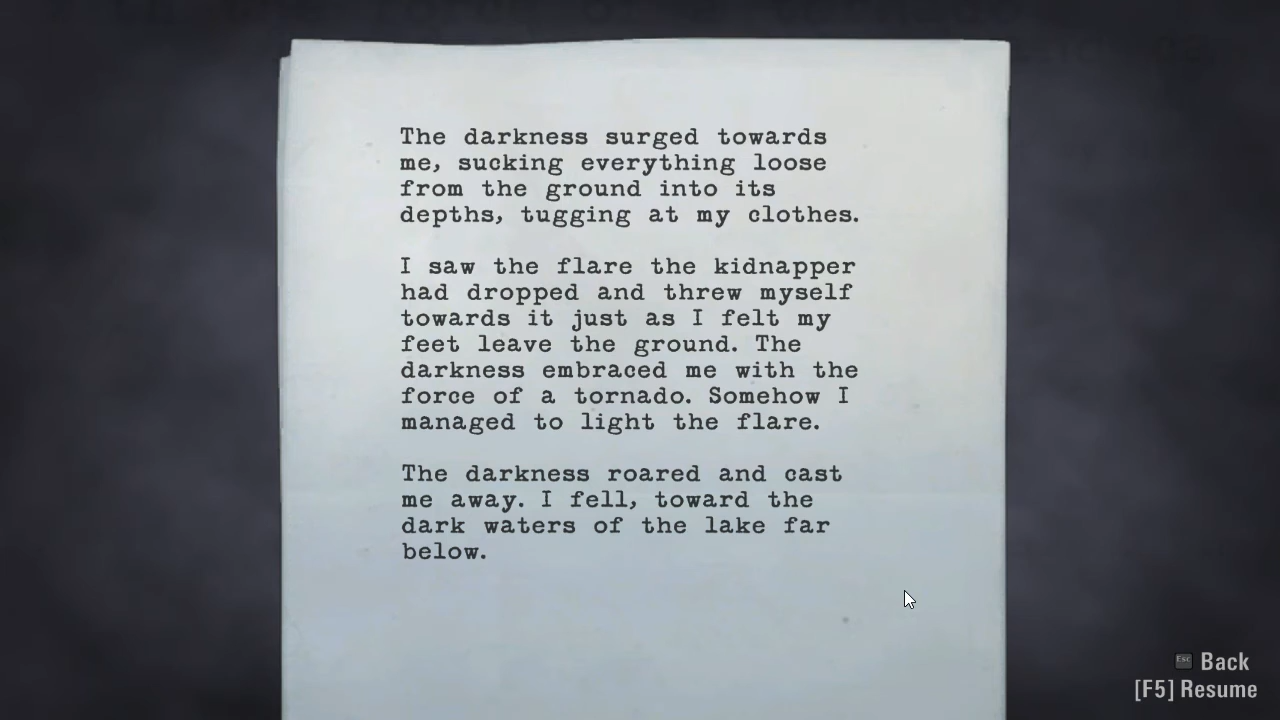 The darkness surged towards
me, sucking everything loose
from the ground into its
depths, tugging at my clothes.
I saw the flare the kidnapper
had dropped and threw myself
towards it just as I felt my
feet leave the ground. The
darkness embraced me with the
force of a tornado. Somehow I
managed to light the flare.
The darkness roared and cast
me away. I fell, toward the
dark waters of the lake far
below.
Esc Back
[F5] Resume